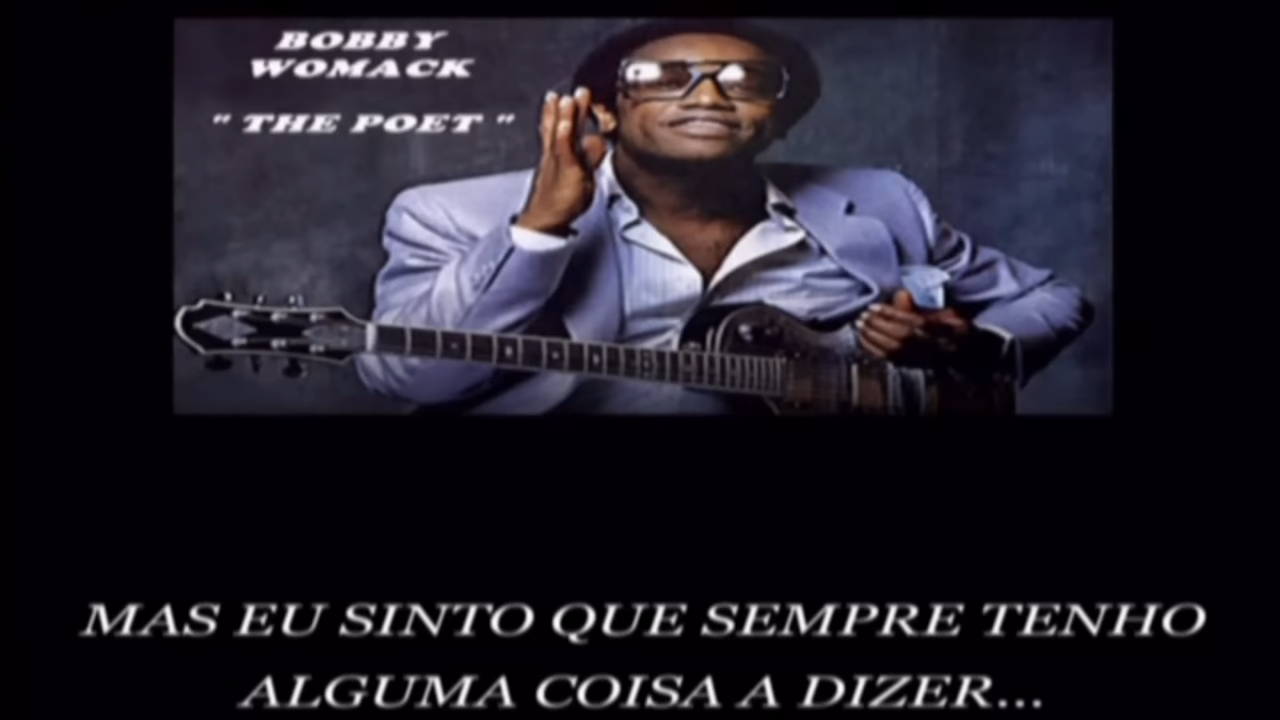 BOBBY
WOMACK
" THE POET "
MAS EU SINTO QUE SEMPRE TENHO
ALGUMA COISA A DIZER...